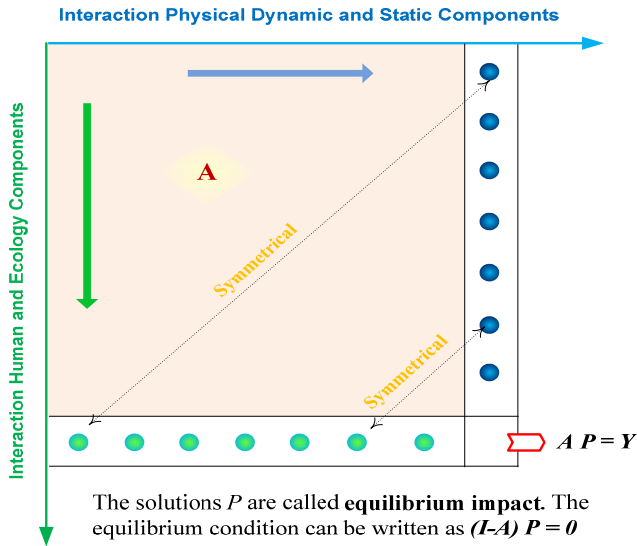 Interaction Physical Dynamic and Static Components
Interaction Human and Ecology Components
A
Symmetrical
Symmetrical
A P = Y
The solutions P are called equilibrium impact. The
equilibrium condition can be written as (I-A) P = 0